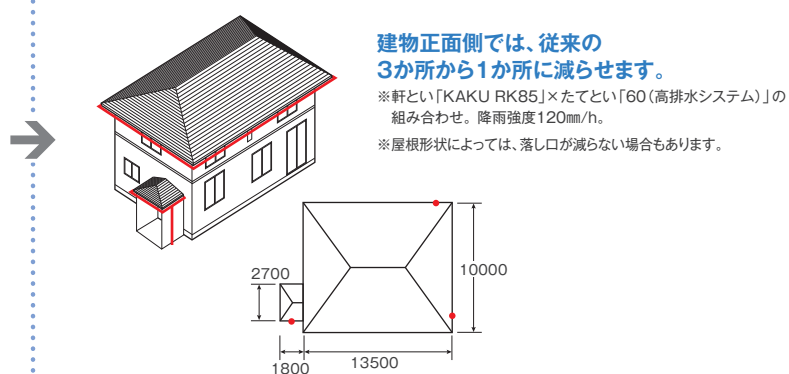 建物正面側では、従来の
3か所から1か所に減らせます。
※軒とい「KAKU RK85」×たてとい「60（高排水システム）」の
組み合わせ。降雨強度120㎜/h。
※屋根形状によっては、落し口が減らない場合もあります。
2700
10000
1800
13500